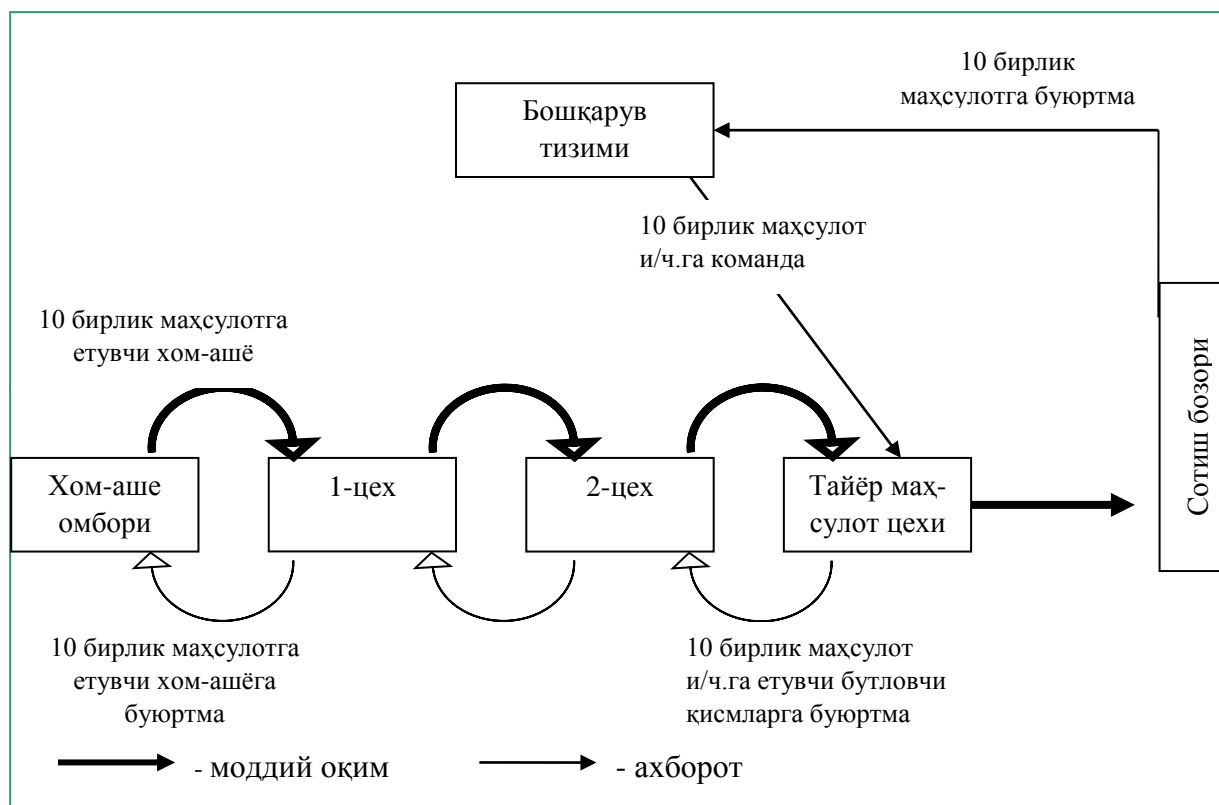 10 бирлик
маҳсулотга буюртма
Бошқарув
тизими
10 бирлик маҳсулот
и/ч.га команда
10 бирлик маҳсулотга
етувчи хом-ашё
Сотиш бозори
Хом-аше
омбори
1-цех
2-цех
Тайёр маҳ-
сулот цехи
10 бирлик маҳсулотга
етувчи хом-ашёга
буюртма
10 бирлик маҳсулот
и/ч.га етувчи бутловчи
қисмларга буюртма
- моддий оқим
- ахборот